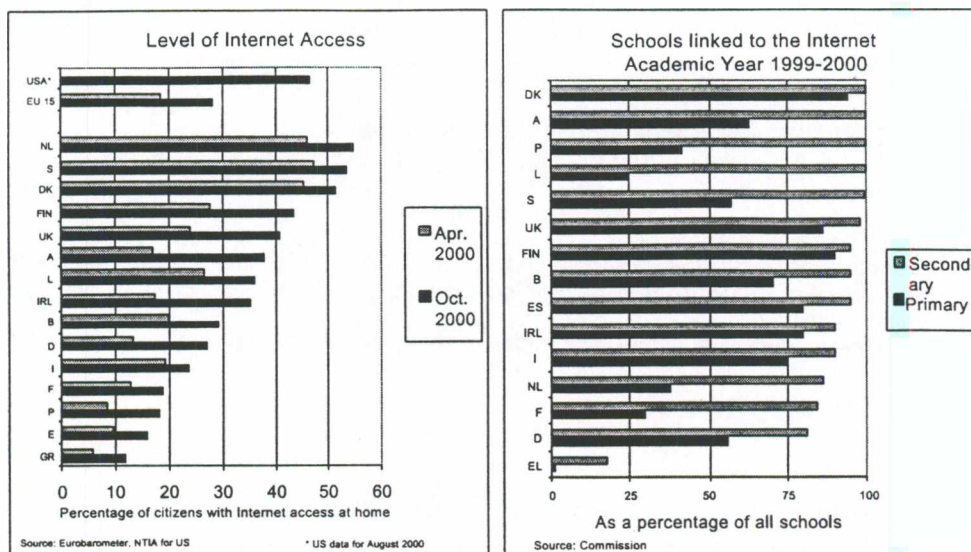 Level of Internet Access
USA*
EU 15
NL
S
DK
FIN
UK
A
L
IRL
B
D
I
F
P
E
GR
0 10 20 30 40 50 60
Percentage of citizens with Internet access at home
Source: Eurobarometer, NTIA for US
* US data for August 2000
Apr.
2000
Oct.
2000
Schools linked to the Internet
Academic Year 1999-2000
DK
A
P
L
S
UK
FIN
B
ES
IRL
I
NL
F
D
EL
0 25 50 75 100
As a percentage of all schools
Source: Commission
Second-
ary
Primary